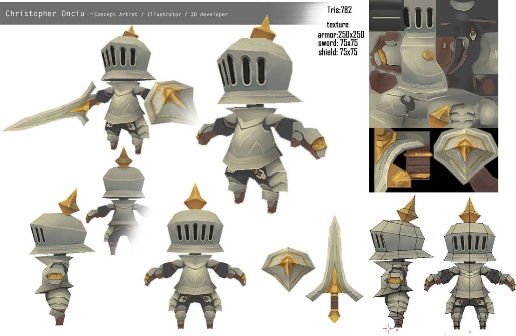 Christopher Onciu -Concept Artist / Illustrator / 3D developer
Tris:782
texture
armor:250x250
sword: 75x75
shield: 75x75